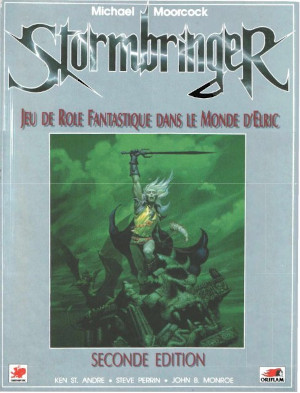 Michael Moorcock
Stormbringer
JEU DE ROLE FANTASTIQUE DANS LE MONDE D'ELRIC
SECONDE EDITION
KEN ST. ANDRE • STEVE PERRIN • JOHN B. MONROE
ORIFLAM